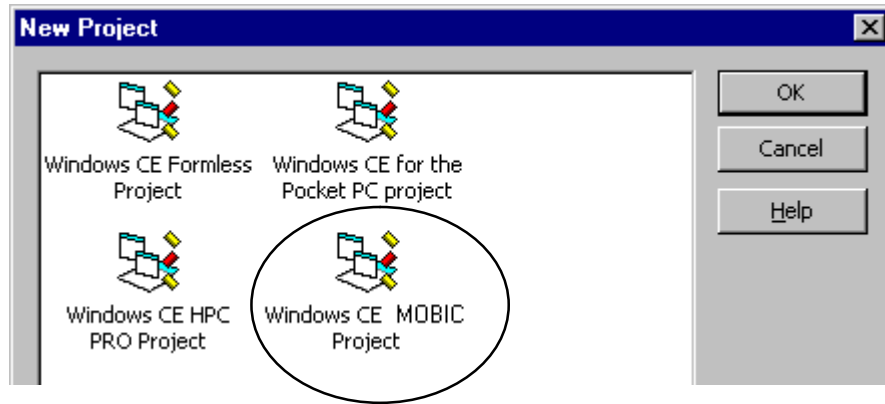 New Project
Windows CE Formless
Project
Windows CE for the
Pocket PC project
Windows CE HPC
PRO Project
Windows CE MOBIC
Project
OK
Cancel
Help